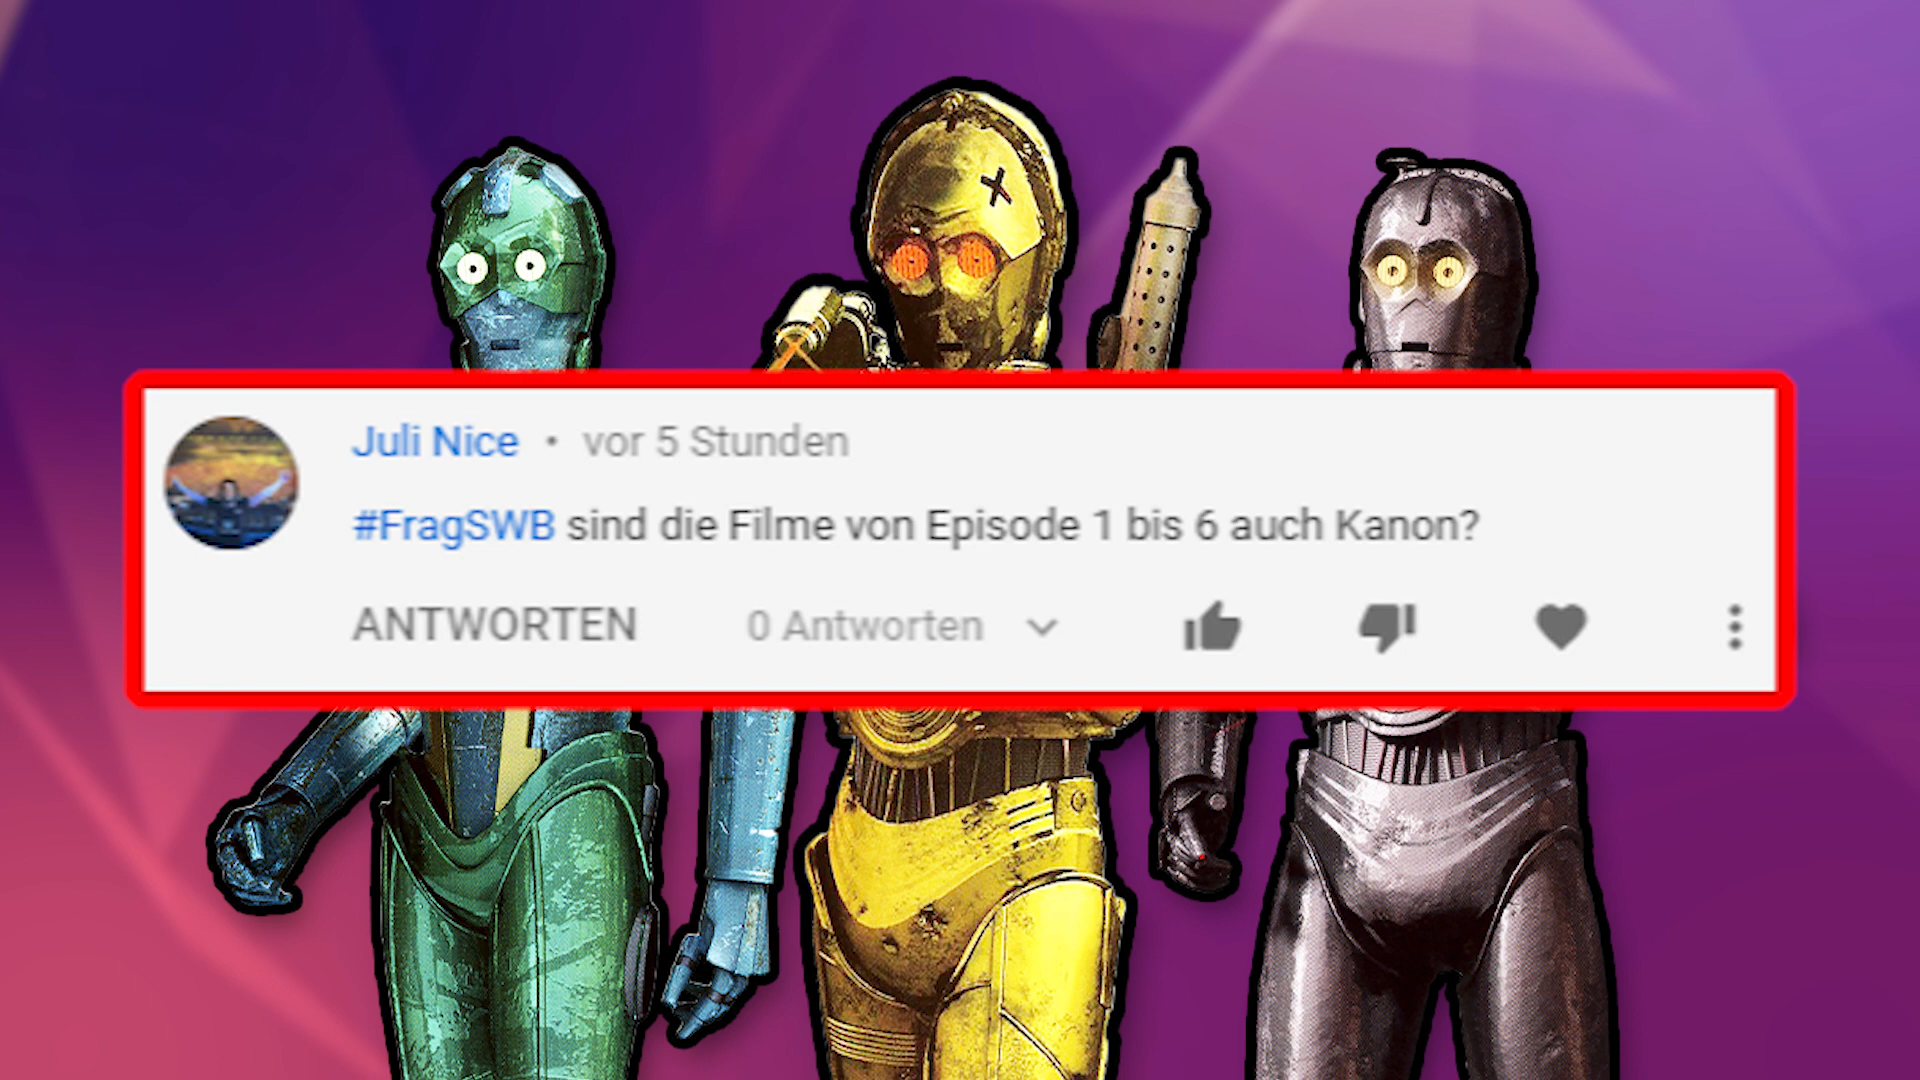 Juli Nice • vor 5 Stunden
#FragSWB sind die Filme von Episode 1 bis 6 auch Kanon?
ANTWORTEN 0 Antworten